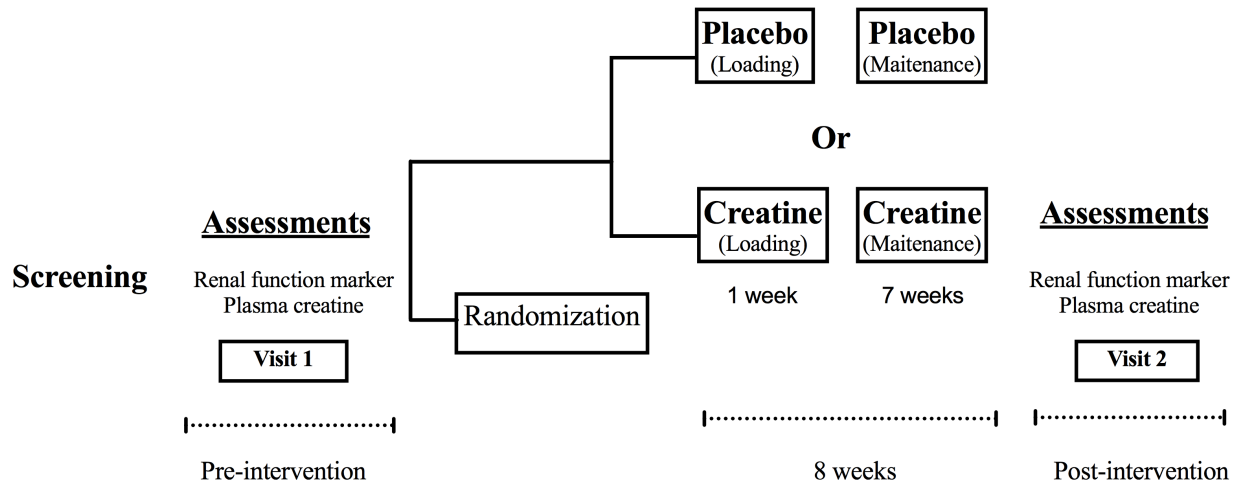 Screening
Assessments
Renal function marker
Plasma creatine
Visit 1
Pre-intervention
Randomization
Placebo
(Loading)
Placebo
(Maitenance)
Or
Creatine
(Loading)
Creatine
(Maitenance)
1 week
7 weeks
8 weeks
Assessments
Renal function marker
Plasma creatine
Visit 2
Post-intervention